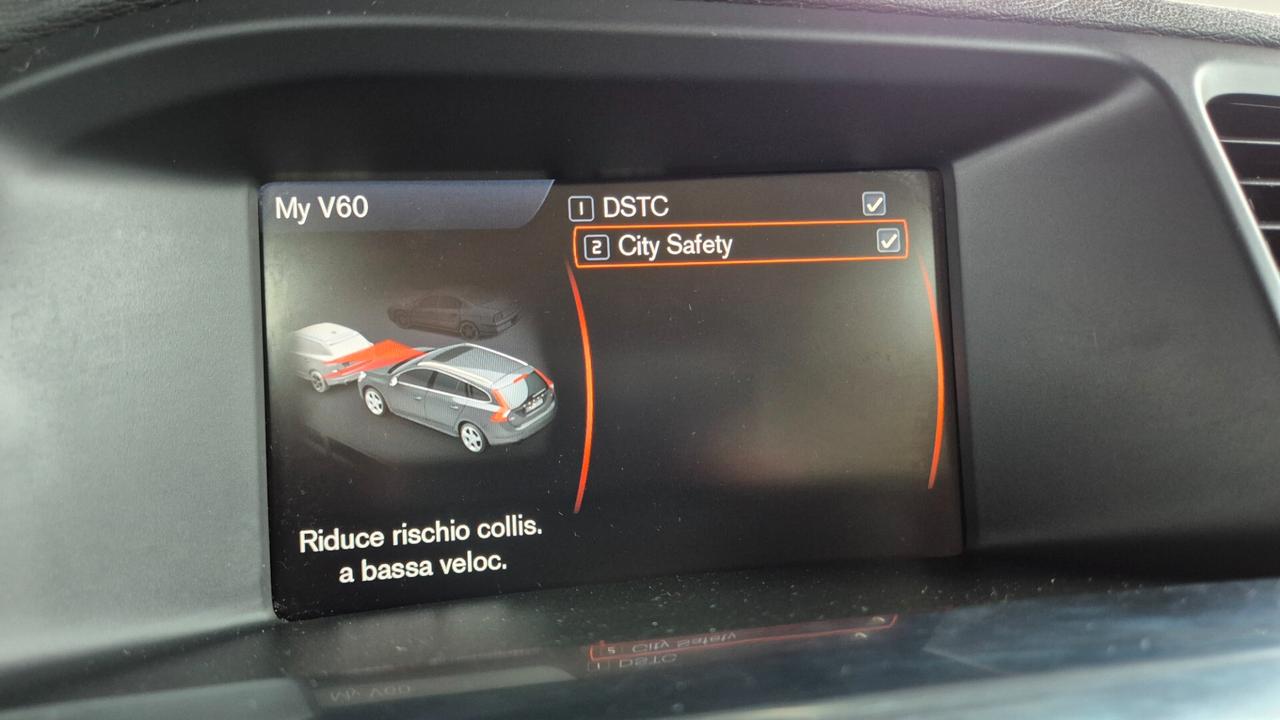 My V60
1 DSTC
2 City Safety
Riduce rischio collis.
a bassa veloc.